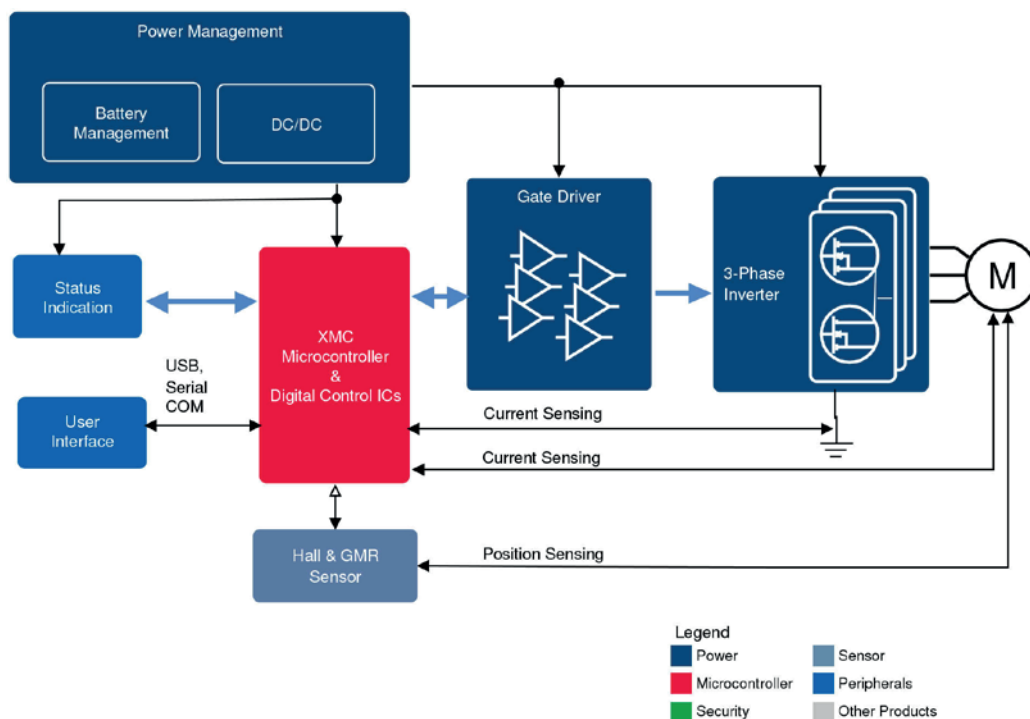 Power Management
Battery
Management
DC/DC
Gate Driver
Status
Indication
3-Phase
Inverter
M
XMC
Microcontroller
&
Digital Control ICs
USB,
Serial
COM
User
Interface
Current Sensing
Current Sensing
Hall & GMR
Sensor
Position Sensing
Legend
Power
Sensor
Microcontroller
Peripherals
Security
Other Products